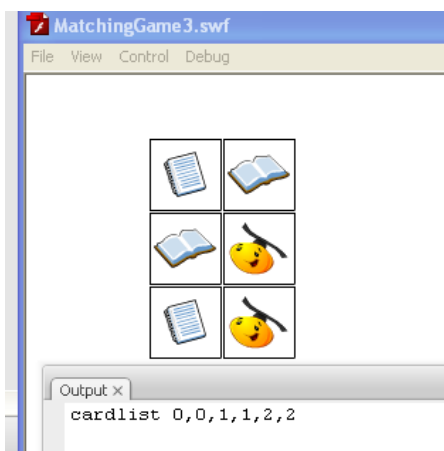 MatchingGame3.swf
File View Control Debug
Output ×
cardlist 0,0,1,1,2,2